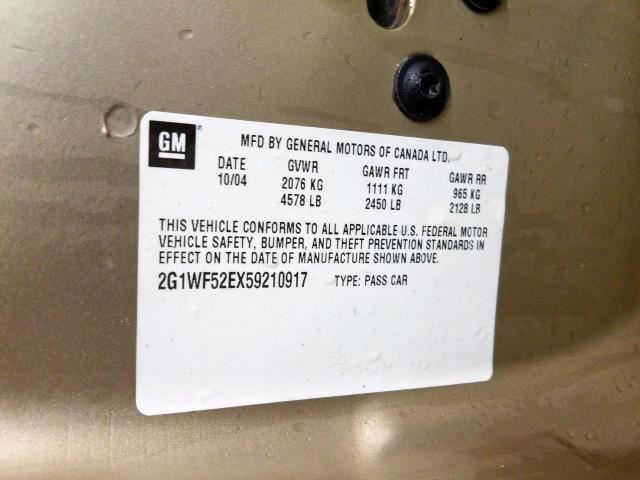 GM
MFD BY GENERAL MOTORS OF CANADA LTD.
DATE GVWR GAWR FRT GAWR RR
10/04 2076 KG 1111 KG 965 KG
4578 LB 2450 LB 2128 LB
THIS VEHICLE CONFORMS TO ALL APPLICABLE U.S. FEDERAL MOTOR
VEHICLE SAFETY, BUMPER, AND THEFT PREVENTION STANDARDS IN
EFFECT ON THE DATE OF MANUFACTURE SHOWN ABOVE.
2G1WF52EX59210917 TYPE: PASS CAR